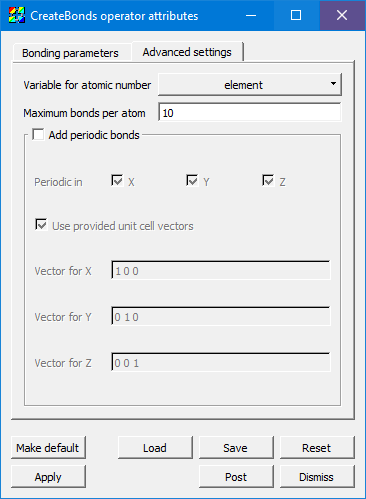 CreateBonds operator attributes
Bonding parameters Advanced settings
Variable for atomic number element
Maximum bonds per atom 10
Add periodic bonds
Periodic in X Y Z
Use provided unit cell vectors
Vector for X 1 0 0
Vector for Y 0 1 0
Vector for Z 0 0 1
Make default Load Save Reset
Apply Post Dismiss